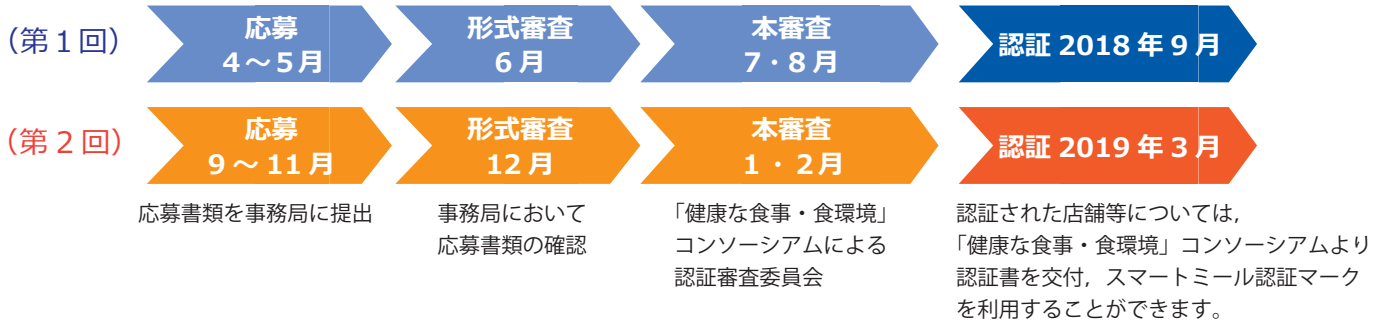 (第1回)
応募
4～5月
形式審査
6月
本審査
7・8月
認証 2018 年 9 月
(第2回)
応募
9～11月
形式審査
12月
本審査
1・2月
認証 2019 年 3 月
応募書類を事務局に提出
事務局において
応募書類の確認
「健康な食事・食環境」
コンソーシアムによる
認証審査委員会
認証された店舗等については，
「健康な食事・食環境」コンソーシアムより
認証書を交付，スマートミール認証マーク
を利用することができます。